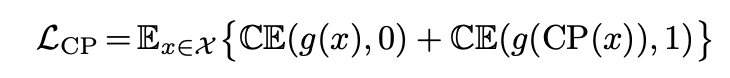 ℒ_CP = 𝔼_{x∈𝒳} {ℂ𝔼(g(x), 0) + ℂ𝔼(g(CP(x)), 1)}